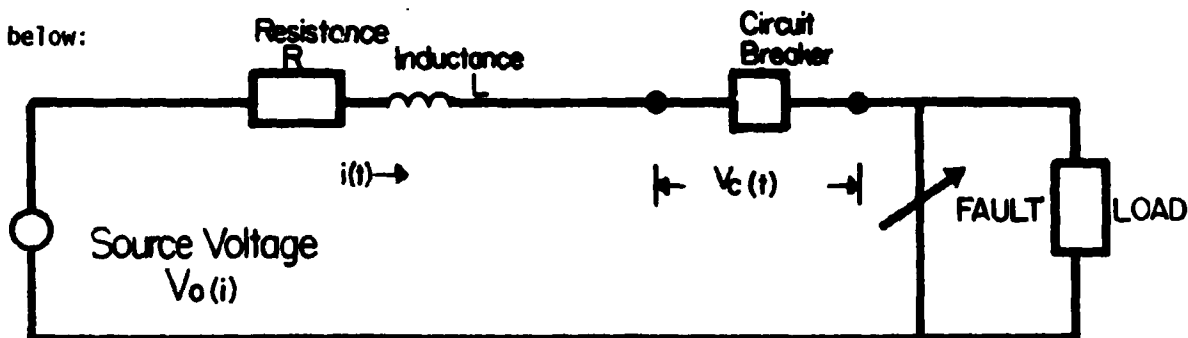 below:
Resistance
R
Inductance
L
Circuit
Breaker
i(t)
Vc(t)
FAULT
LOAD
Source Voltage
Vo(i)